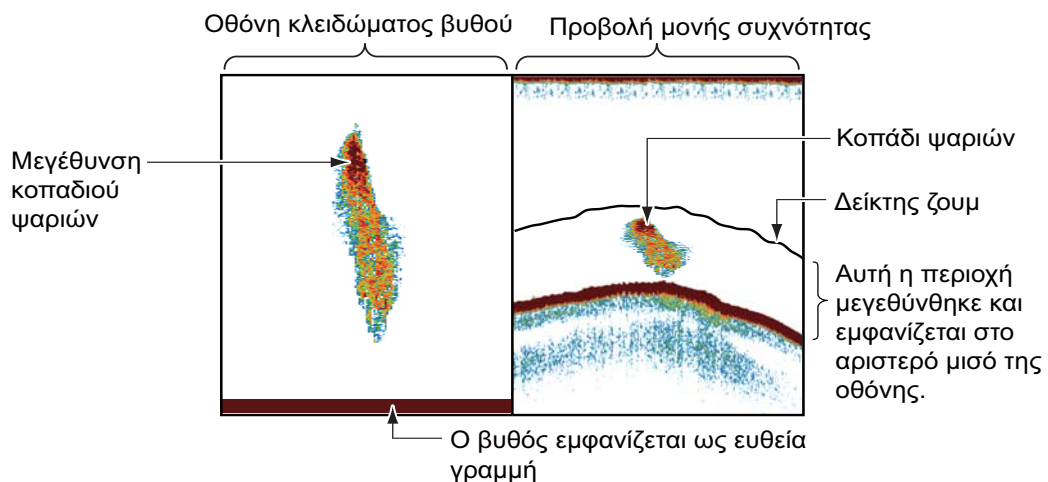 Οθόνη κλειδώματος βυθού
Προβολή μονής συχνότητας
Μεγέθυνση
κοπαδιού
ψαριών
Κοπάδι ψαριών
Δείκτης ζουμ
Αυτή η περιοχή
μεγεθύνθηκε και
εμφανίζεται στο
αριστερό μισό της
οθόνης.
Ο βυθός εμφανίζεται ως ευθεία
γραμμή